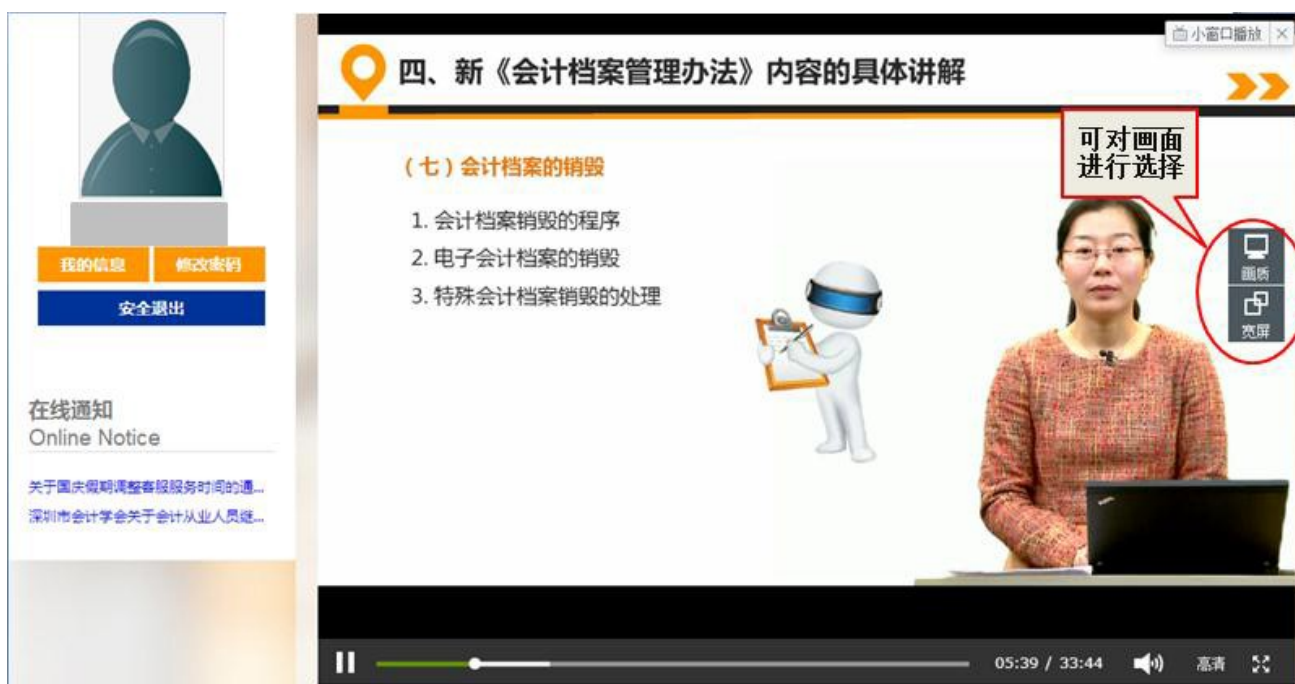 小窗口播放 ×
四、新《会计档案管理办法》内容的具体讲解
可对画面
进行选择
(七)会计档案的销毁
1. 会计档案销毁的程序
2. 电子会计档案的销毁
3. 特殊会计档案销毁的处理
画质
宽屏
我的信息
修改密码
安全退出
在线通知
Online Notice
关于国庆假期调整客服服务时间的通...
深圳市会计学会关于会计从业人员继...
05:39 / 33:44
高清